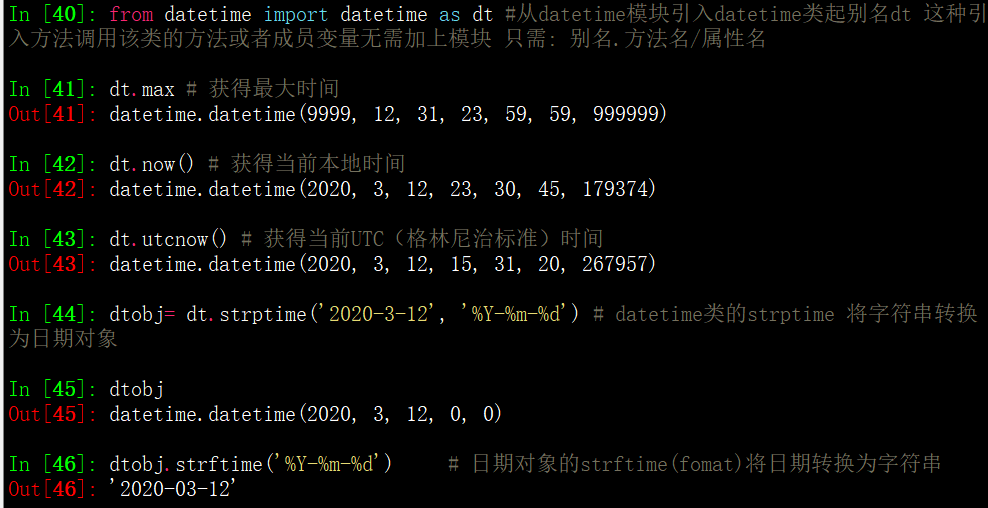 In [40]: from datetime import datetime as dt #从datetime模块引入datetime类起别名dt 这种引
入方法调用该类的方法或者成员变量无需加上模块 只需: 别名.方法名/属性名
In [41]: dt.max # 获得最大时间
Out[41]: datetime.datetime(9999, 12, 31, 23, 59, 59, 999999)
In [42]: dt.now() # 获得当前本地时间
Out[42]: datetime.datetime(2020, 3, 12, 23, 30, 45, 179374)
In [43]: dt.utcnow() # 获得当前UTC（格林尼治标准）时间
Out[43]: datetime.datetime(2020, 3, 12, 15, 31, 20, 267957)
In [44]: dtobj= dt.strptime('2020-3-12', '%Y-%m-%d') # datetime类的strptime 将字符串转换
为日期对象
In [45]: dtobj
Out[45]: datetime.datetime(2020, 3, 12, 0, 0)
In [46]: dtobj.strftime('%Y-%m-%d')     # 日期对象的strftime(fomat)将日期转换为字符串
Out[46]: '2020-03-12'